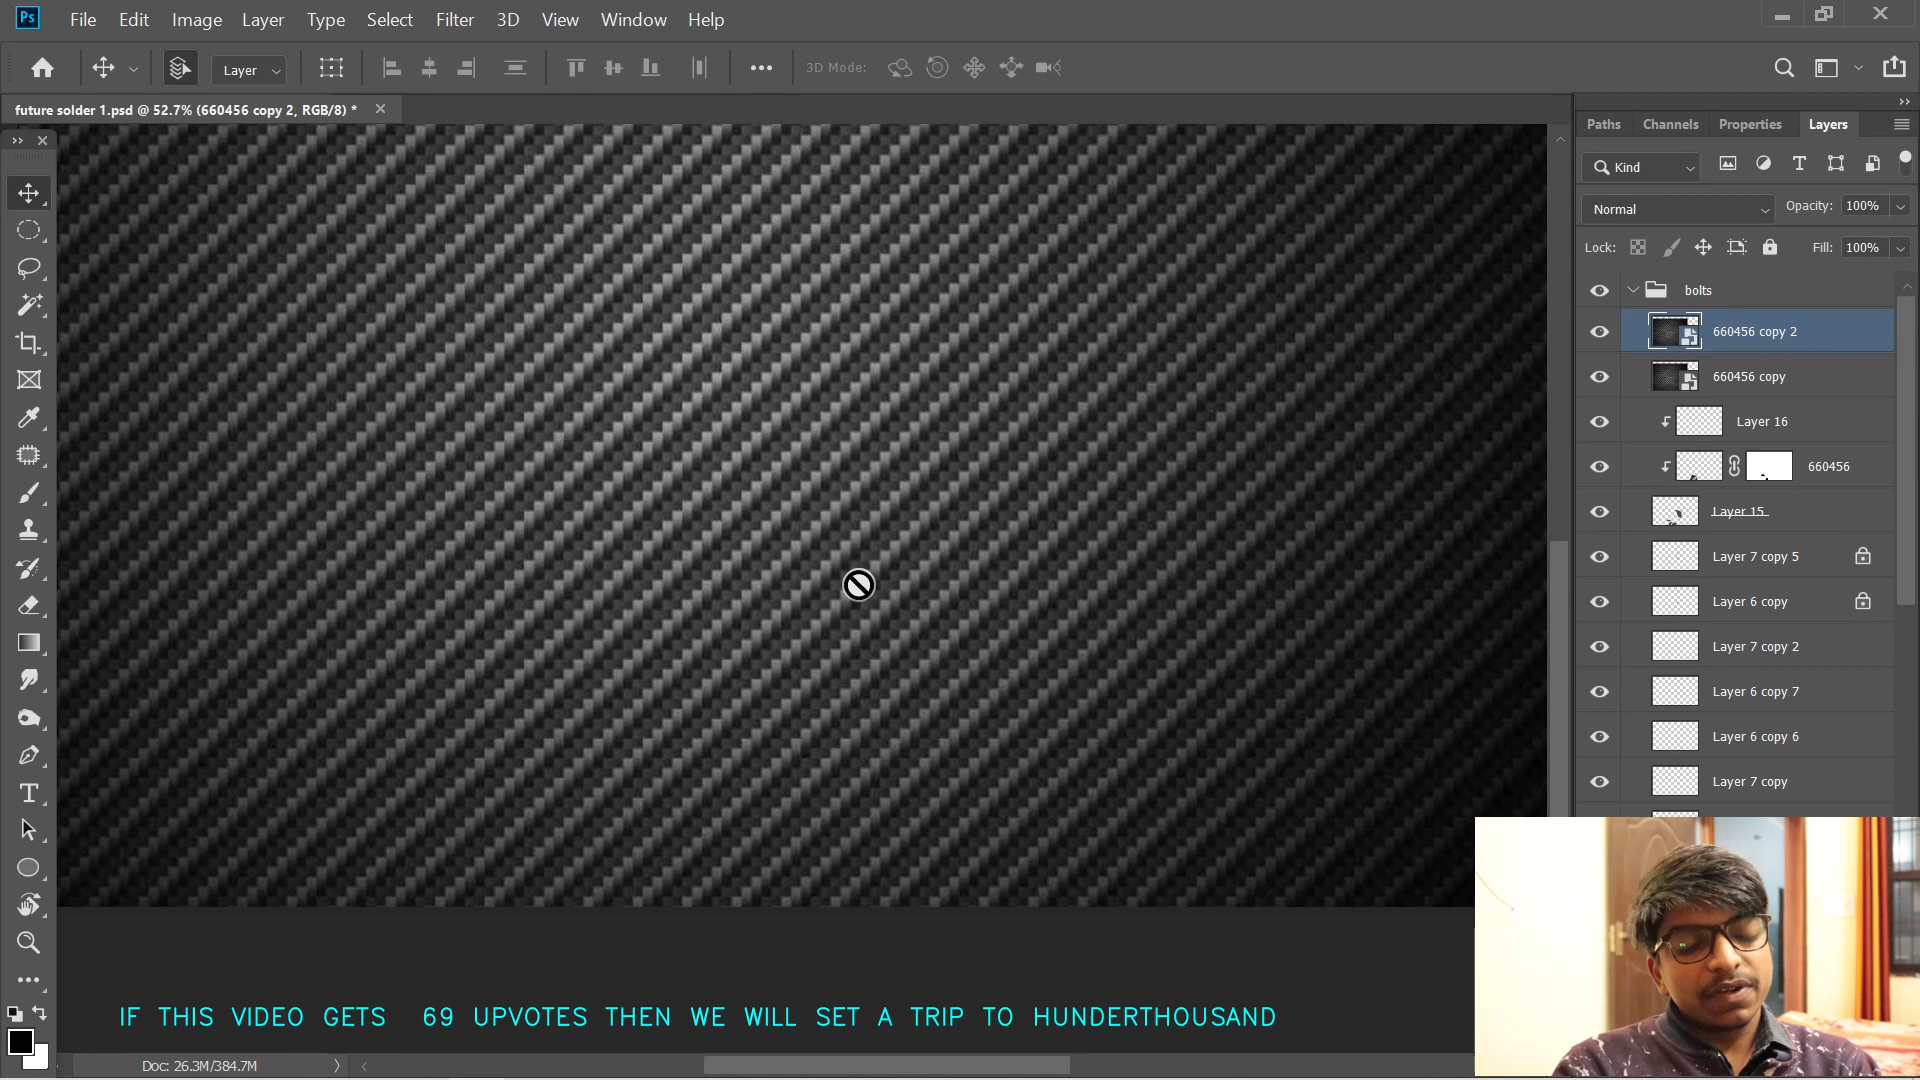 Ps File Edit Image Layer Type Select Filter 3D View Window Help
Layer 3D Mode:
future solder 1.psd @ 52.7% (660456 copy 2, RGB/8) *
Paths Channels Properties Layers
Kind
Normal Opacity: 100%
Lock: Fill: 100%
bolts
660456 copy 2
660456 copy
Layer 16
660456
Layer 15
Layer 7 copy 5
Layer 6 copy
Layer 7 copy 2
Layer 6 copy 7
Layer 6 copy 6
Layer 7 copy
IF THIS VIDEO GETS 69 UPVOTES THEN WE WILL SET A TRIP TO HUNDERTHOUSAND
Doc: 26.3M/384.7M